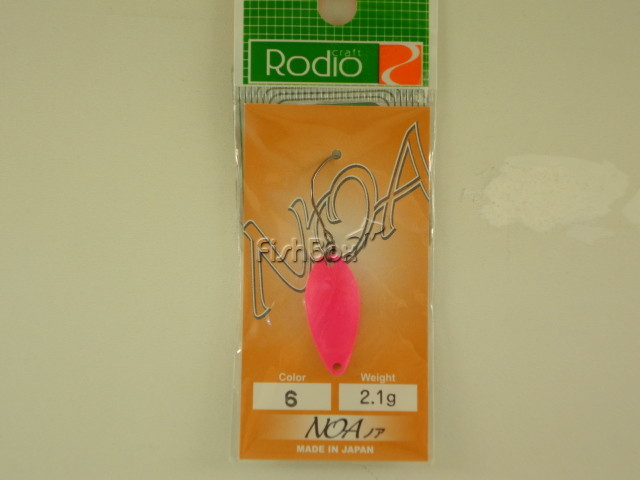 craft
Rodio
NOA
FishBox
Color
Weight
6
2.1g
NOA ノア
MADE IN JAPAN